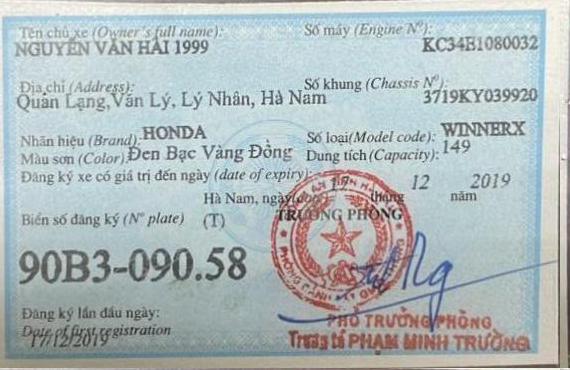 Tên chủ xe (Owner's full name): Số máy (Engine Nº):
NGUYỄN VĂN HẢI 1999 KC34E1080032
Địa chỉ (Address): Số khung (Chassis Nº):
Quan Lạng, Văn Lý, Lý Nhân, Hà Nam 3719KY039920
Nhãn hiệu (Brand): HONDA Số loại (Model code): WINNERX
Màu sơn (Color): Đen Bạc Vàng Đồng Dung tích (Capacity): 149
Đăng ký xe có giá trị đến ngày (date of expiry)
Hà Nam, ngày 17 tháng 12 năm 2019
Biển số đăng ký (Nº plate) (T) TRƯỞNG PHÒNG
90B3-090.58
Đăng ký lần đầu ngày:
Date of first registration
17/12/2019
PHÓ TRƯỞNG PHÒNG
Trung tá PHẠM MINH TRƯỜNG